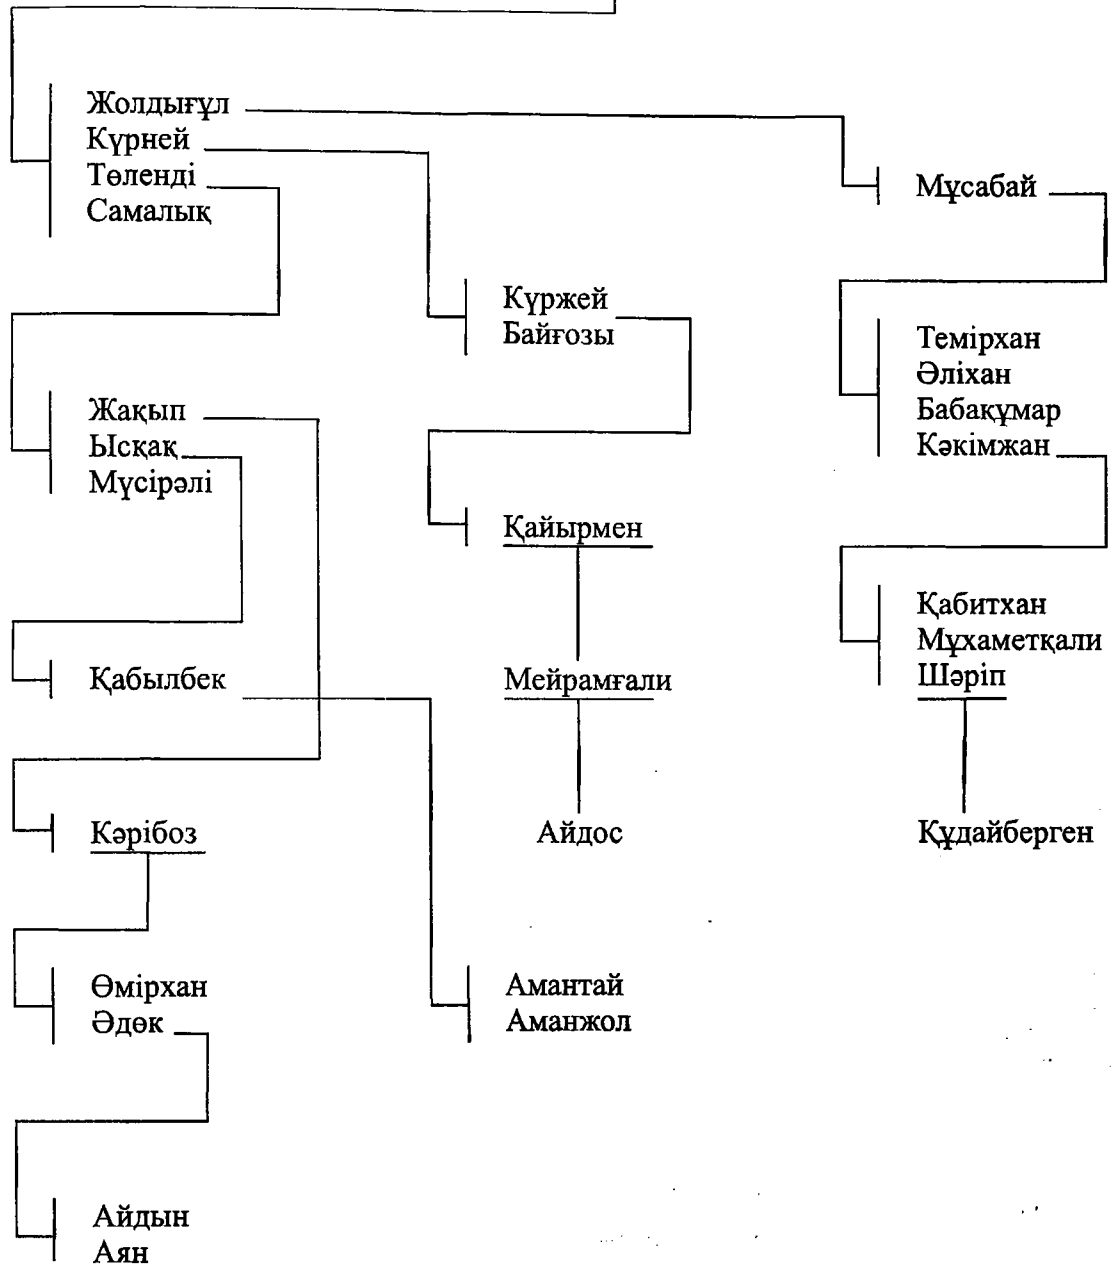 Жолдығұл
Күрней
Төленді
Самалық
Мұсабай
Күржей
Байғозы
Темірхан
Әліхан
Бабақұмар
Кәкімжан
Жақып
Ысқақ
Мүсірәлі
Қайырмен
Қабитхан
Мұхаметқали
Шәріп
Қабылбек
Мейрамғали
Кәрібоз
Айдос
Құдайберген
Өмірхан
Әдөк
Амантай
Аманжол
Айдын
Аян